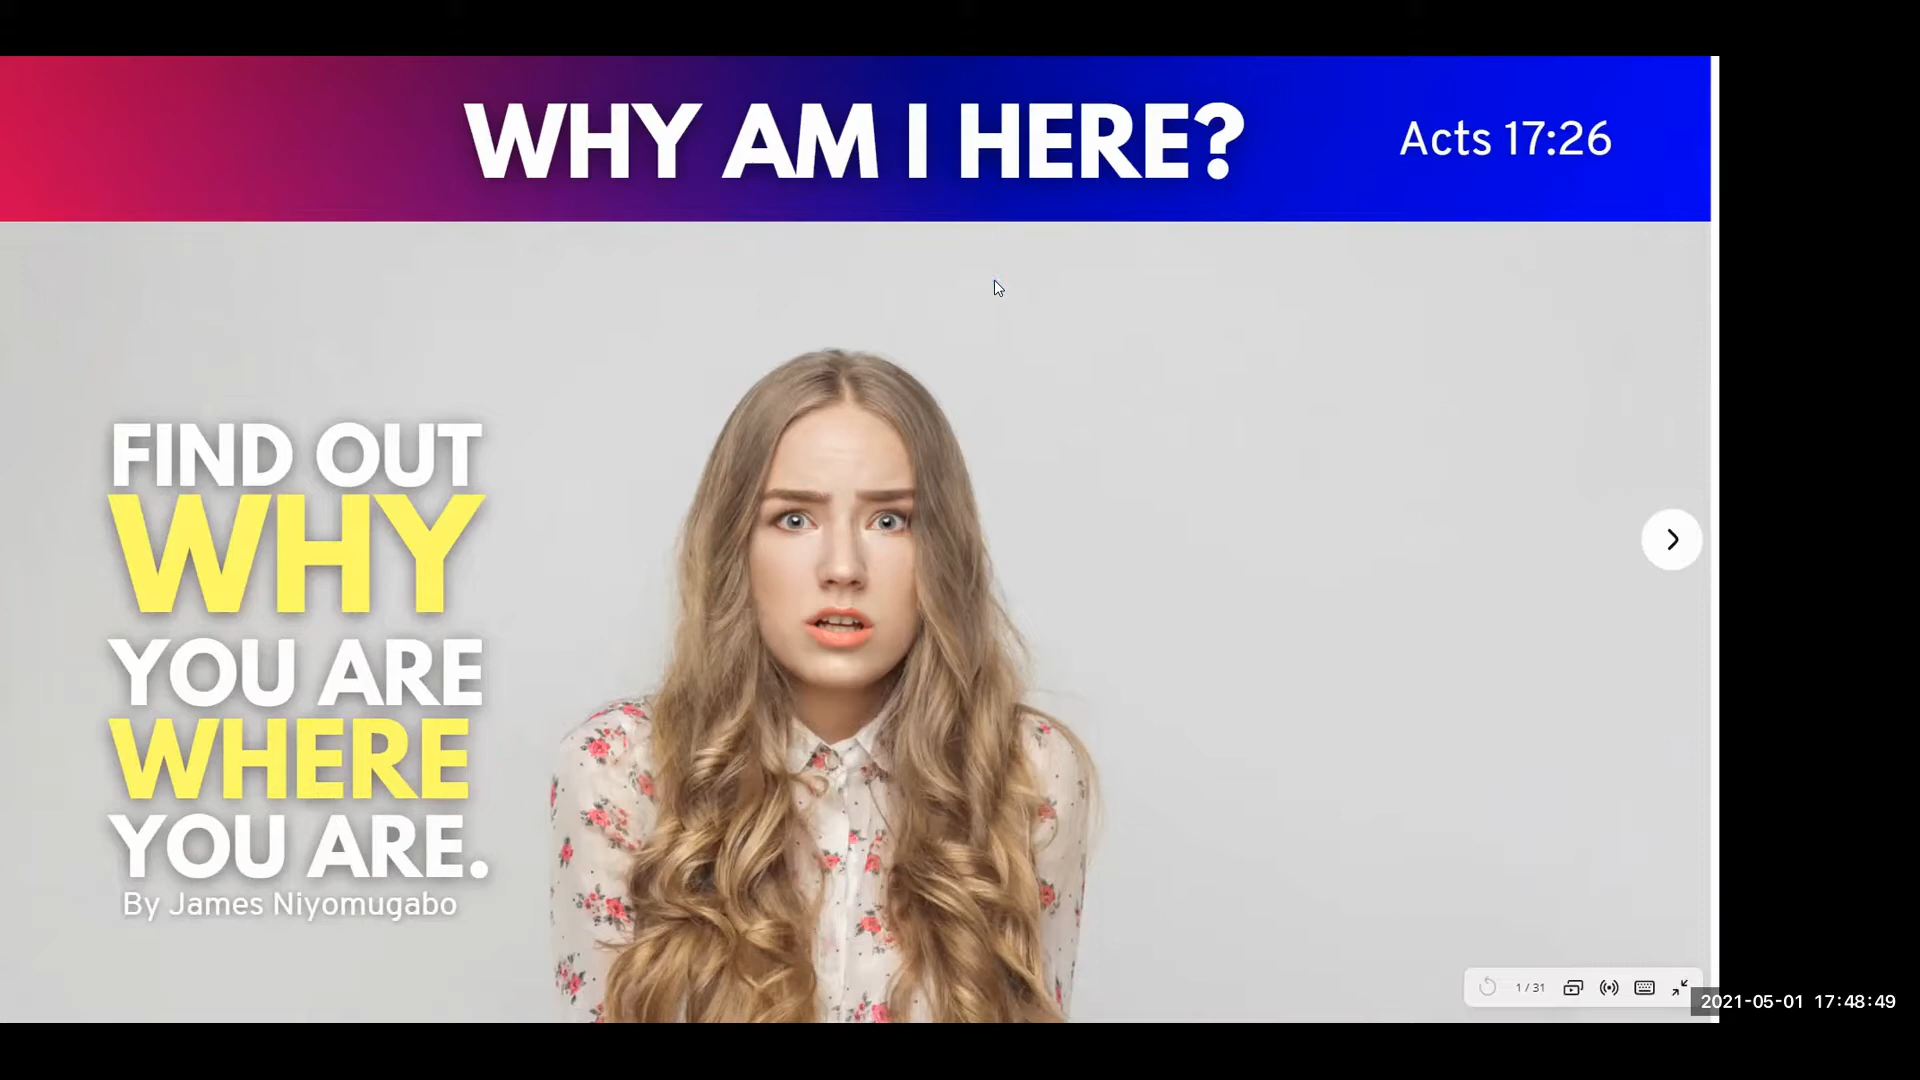 WHY AM I HERE?
Acts 17:26
FIND OUT
WHY
YOU ARE
WHERE
YOU ARE.
By James Niyomugabo
1 / 31
2021-05-01 17:48:49